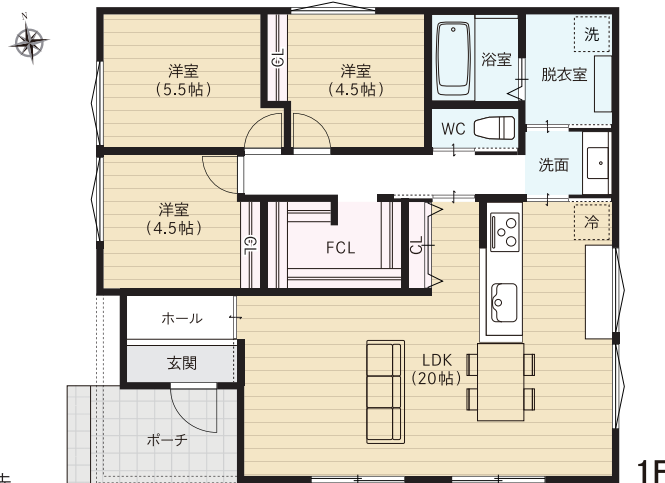 N
洋室
(5.5帖)
CL
洋室
(4.5帖)
浴室
洗
脱衣室
WC
洗面
洋室
(4.5帖)
CL
FCL
CL
冷
ホール
玄関
LDK
(20帖)
ポーチ
1F